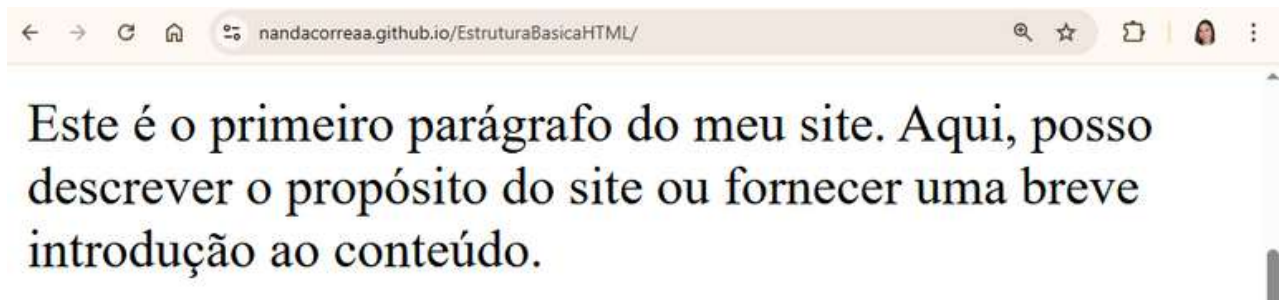 nandacorreaa.github.io/EstruturaBasicaHTML/
Este é o primeiro parágrafo do meu site. Aqui, posso
descrever o propósito do site ou fornecer uma breve
introdução ao conteúdo.